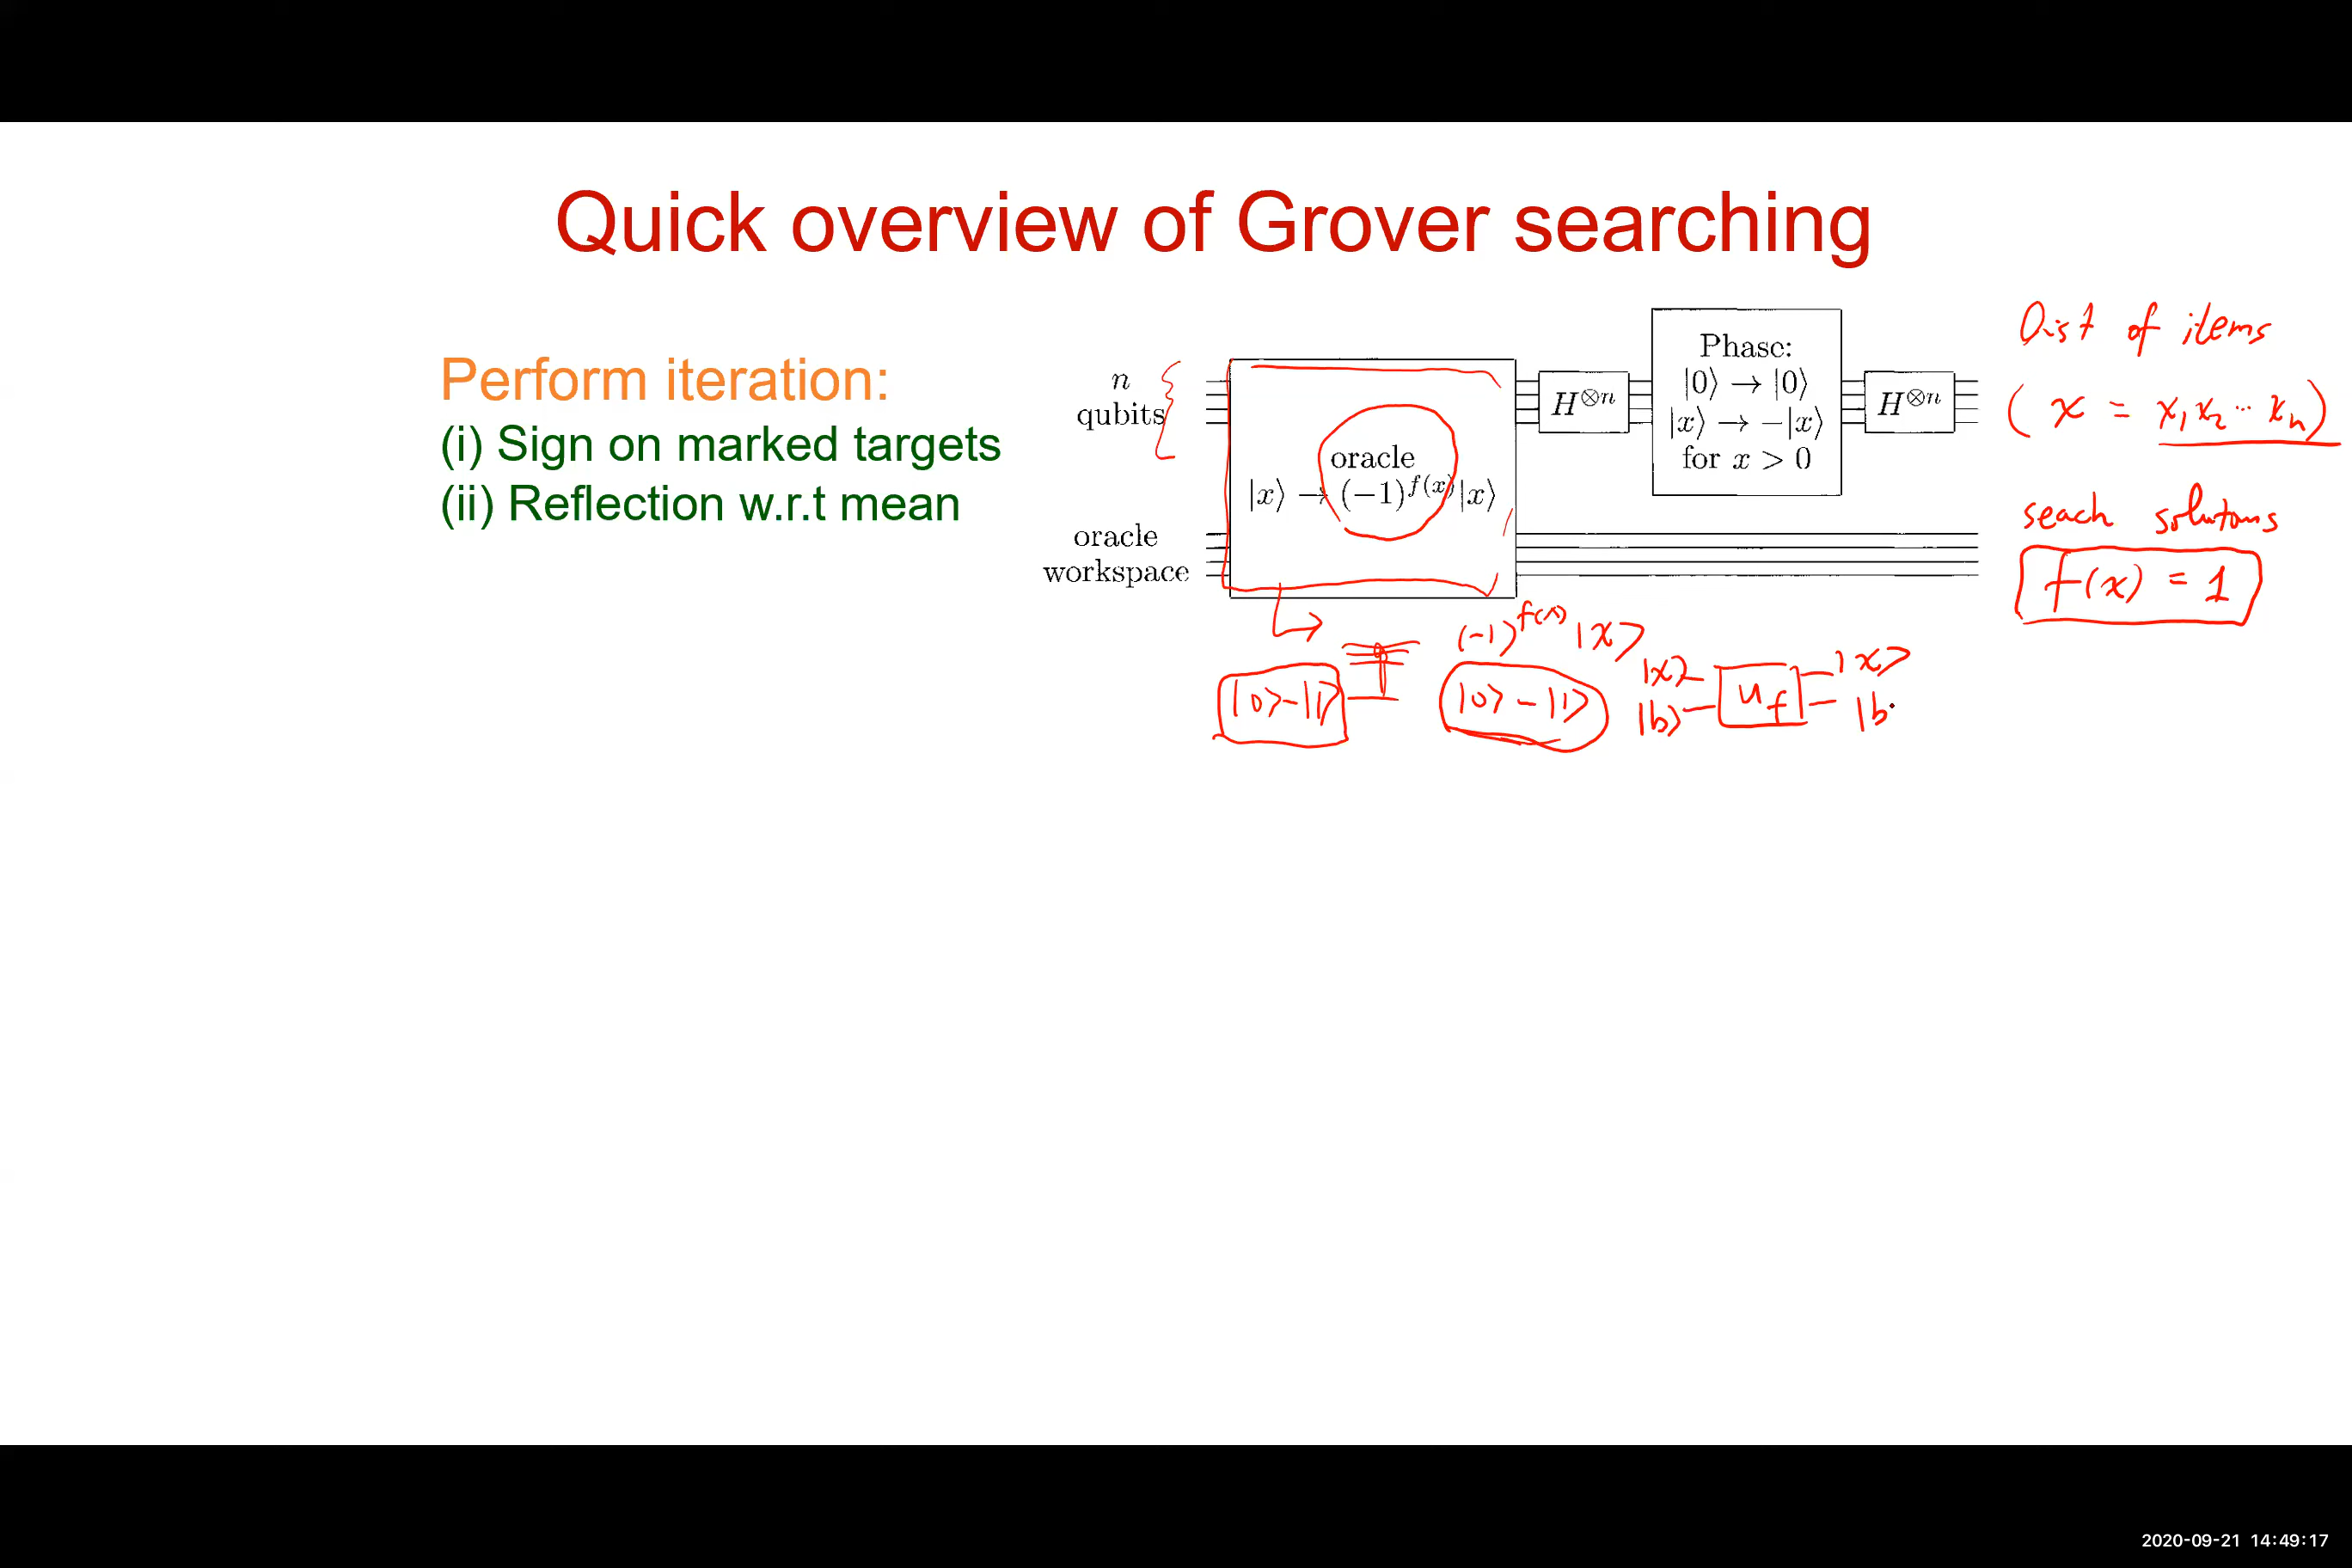 Quick overview of Grover searching
Perform iteration:
(i) Sign on marked targets
(ii) Reflection w.r.t mean
n
qubits
oracle
|x⟩ → (−1)^{f(x)}|x⟩
oracle
workspace
H^{⊗n}
Phase:
|0⟩ → |0⟩
|x⟩ → −|x⟩
for x > 0
H^{⊗n}
of items
(x = x₁x₂···xₙ)
seach solutions
f(x) = 1
(-1)^{f(x)} |x⟩
|0⟩-|1⟩
|0⟩-|1⟩
|x⟩
|b⟩
U_f
|x⟩
|b
2020-09-21 14:49:17